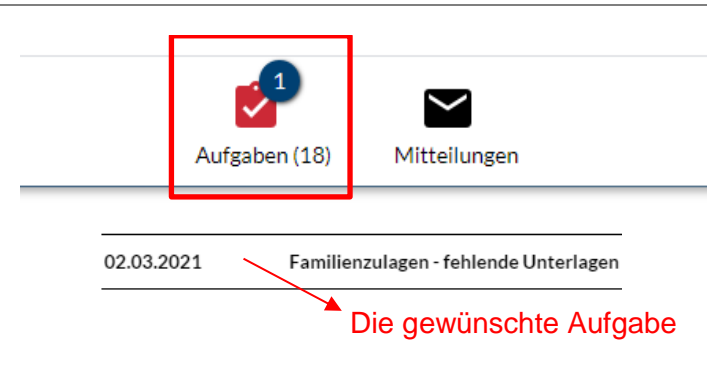 1
Aufgaben (18) Mitteilungen
02.03.2021 Familienzulagen - fehlende Unterlagen
Die gewünschte Aufgabe